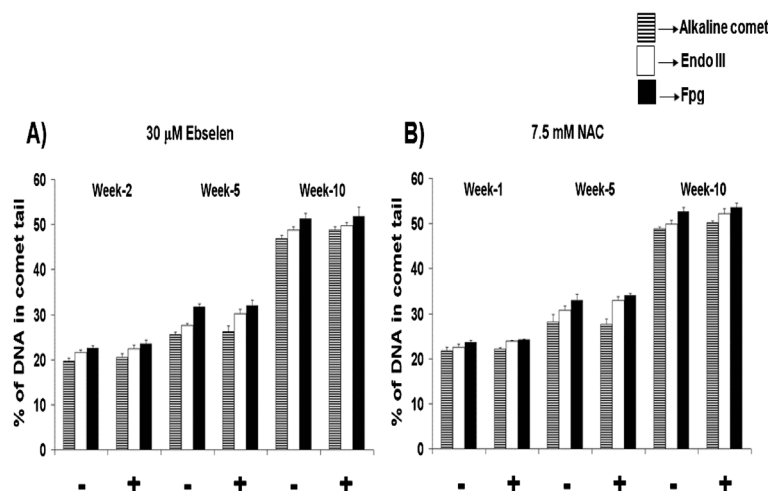 Alkaline comet
Endo III
Fpg
A)
30 µM Ebselen
B)
7.5 mM NAC
% of DNA in comet tail
60
50
40
30
20
10
0
Week-2
Week-5
Week-10
- + - + - +
% of DNA in comet tail
60
50
40
30
20
10
0
Week-1
Week-5
Week-10
- + - + - +